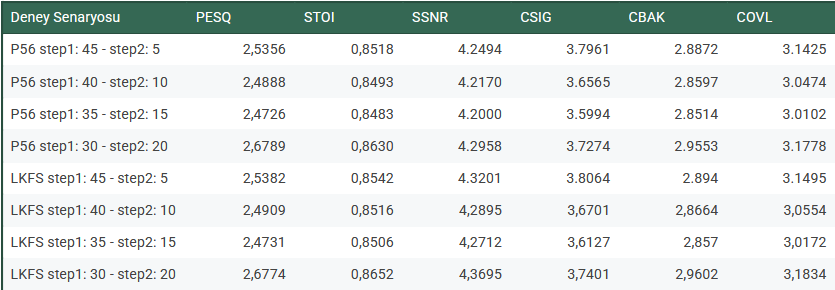 Deney Senaryosu PESQ STOI SSNR CSIG CBAK COVL
P56 step1: 45 - step2: 5 2,5356 0,8518 4.2494 3.7961 2.8872 3.1425
P56 step1: 40 - step2: 10 2,4888 0,8493 4.2170 3.6565 2.8597 3.0474
P56 step1: 35 - step2: 15 2,4726 0,8483 4.2000 3.5994 2.8514 3.0102
P56 step1: 30 - step2: 20 2,6789 0,8630 4.2958 3.7274 2.9553 3.1778
LKFS step1: 45 - step2: 5 2,5382 0,8542 4.3201 3.8064 2.894 3.1495
LKFS step1: 40 - step2: 10 2,4909 0,8516 4,2895 3,6701 2,8664 3,0554
LKFS step1: 35 - step2: 15 2,4731 0,8506 4,2712 3,6127 2,857 3,0172
LKFS step1: 30 - step2: 20 2,6774 0,8652 4,3695 3,7401 2,9602 3,1834